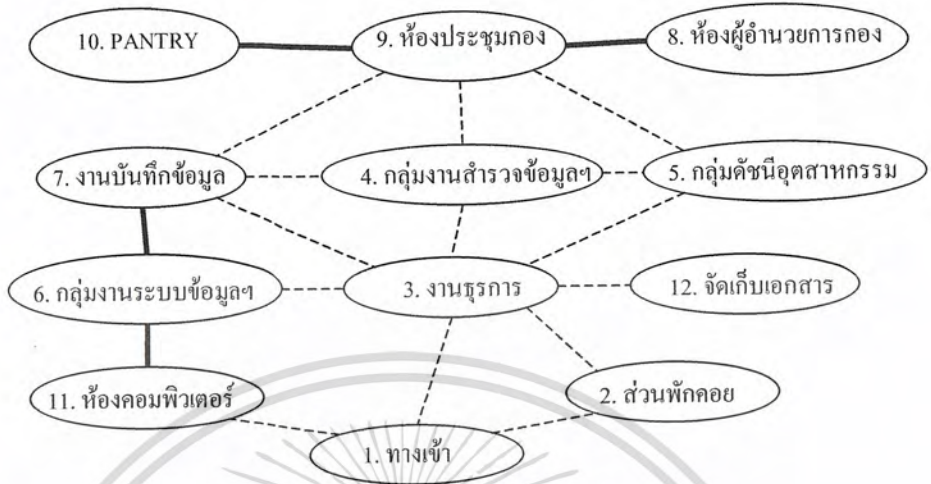 10. PANTRY
9. ห้องประชุมกอง
8. ห้องผู้อำนวยการกอง
7. งานบันทึกข้อมูล
4. กลุ่มงานสำรวจข้อมูลฯ
5. กลุ่มดัชนีอุตสาหกรรม
6. กลุ่มงานระบบข้อมูลฯ
3. งานธุรการ
12. จัดเก็บเอกสาร
11. ห้องคอมพิวเตอร์
2. ส่วนพักคอย
1. ทางเข้า